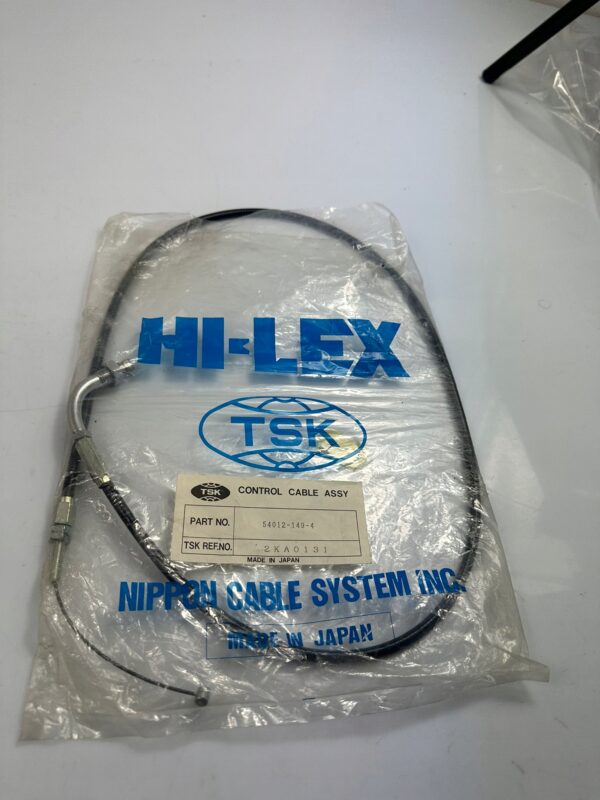 HI-LEX
TSK
TSK CONTROL CABLE ASSY
PART NO. 54012-149-4
TSK REF.NO. 2KA0131
MADE IN JAPAN
NIPPON CABLE SYSTEM INC.
MADE IN JAPAN